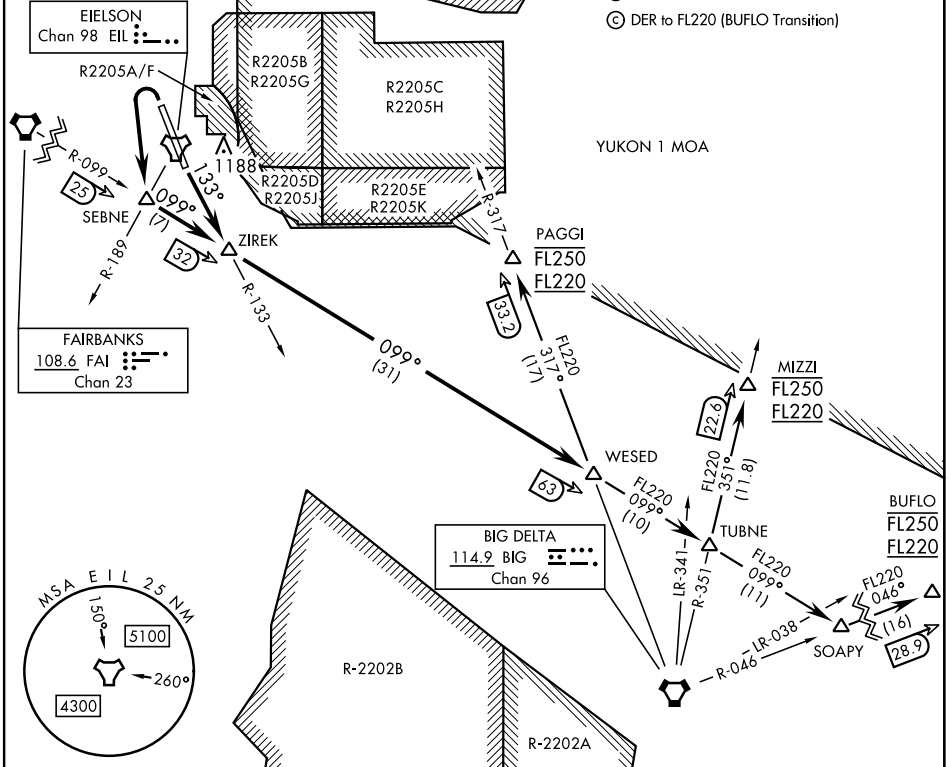 Ⓒ DER to FL220 (BUFLO Transition)
EIELSON
Chan 98 EIL
R2205A/F
R2205B
R2205G
R2205C
R2205H
YUKON 1 MOA
R-099
25
SEBNE
099°
(7)
133°
1188
R2205D
R2205J
R2205E
R2205K
R-317
R-189
32
ZIREK
R-133
PAGGI
FL250
FL220
33.2
FAIRBANKS
108.6 FAI
Chan 23
099°
(31)
FL220
317°
(17)
MIZZI
FL250
FL220
22.6
FL220
351°
(11.8)
WESED
63
FL220
099°
(10)
TUBNE
BUFLO
FL250
FL220
BIG DELTA
114.9 BIG
Chan 96
LR-341
R-351
FL220
099°
(11)
FL220
046°
(16)
28.9
SOAPY
LR-038
R-046
MSA EIL 25 NM
150°
5100
260°
4300
R-2202B
R-2202A